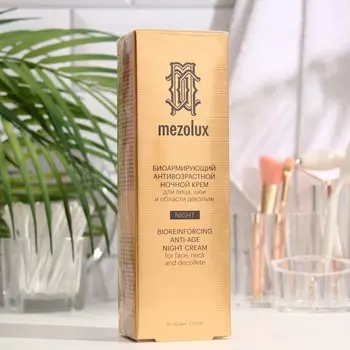 mezolux
БИОАРМИРУЮЩИЙ
АНТИВОЗРАСТНОЙ
НОЧНОЙ КРЕМ
для лица, шеи
и области декольте
NIGHT
BIOREINFORCING
ANTI-AGE
NIGHT CREAM
for face, neck
and decollete